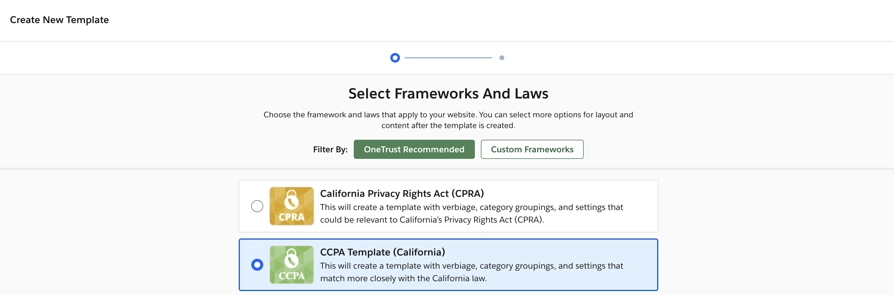 Create New Template
Select Frameworks And Laws
Choose the framework and laws that apply to your website. You can select more options for layout and
content after the template is created.
Filter By: OneTrust Recommended Custom Frameworks
California Privacy Rights Act (CPRA)
This will create a template with verbiage, category groupings, and settings that
could be relevant to California's Privacy Rights Act (CPRA).
CPRA
CCPA Template (California)
This will create a template with verbiage, category groupings, and settings that
match more closely with the California law.
CCPA